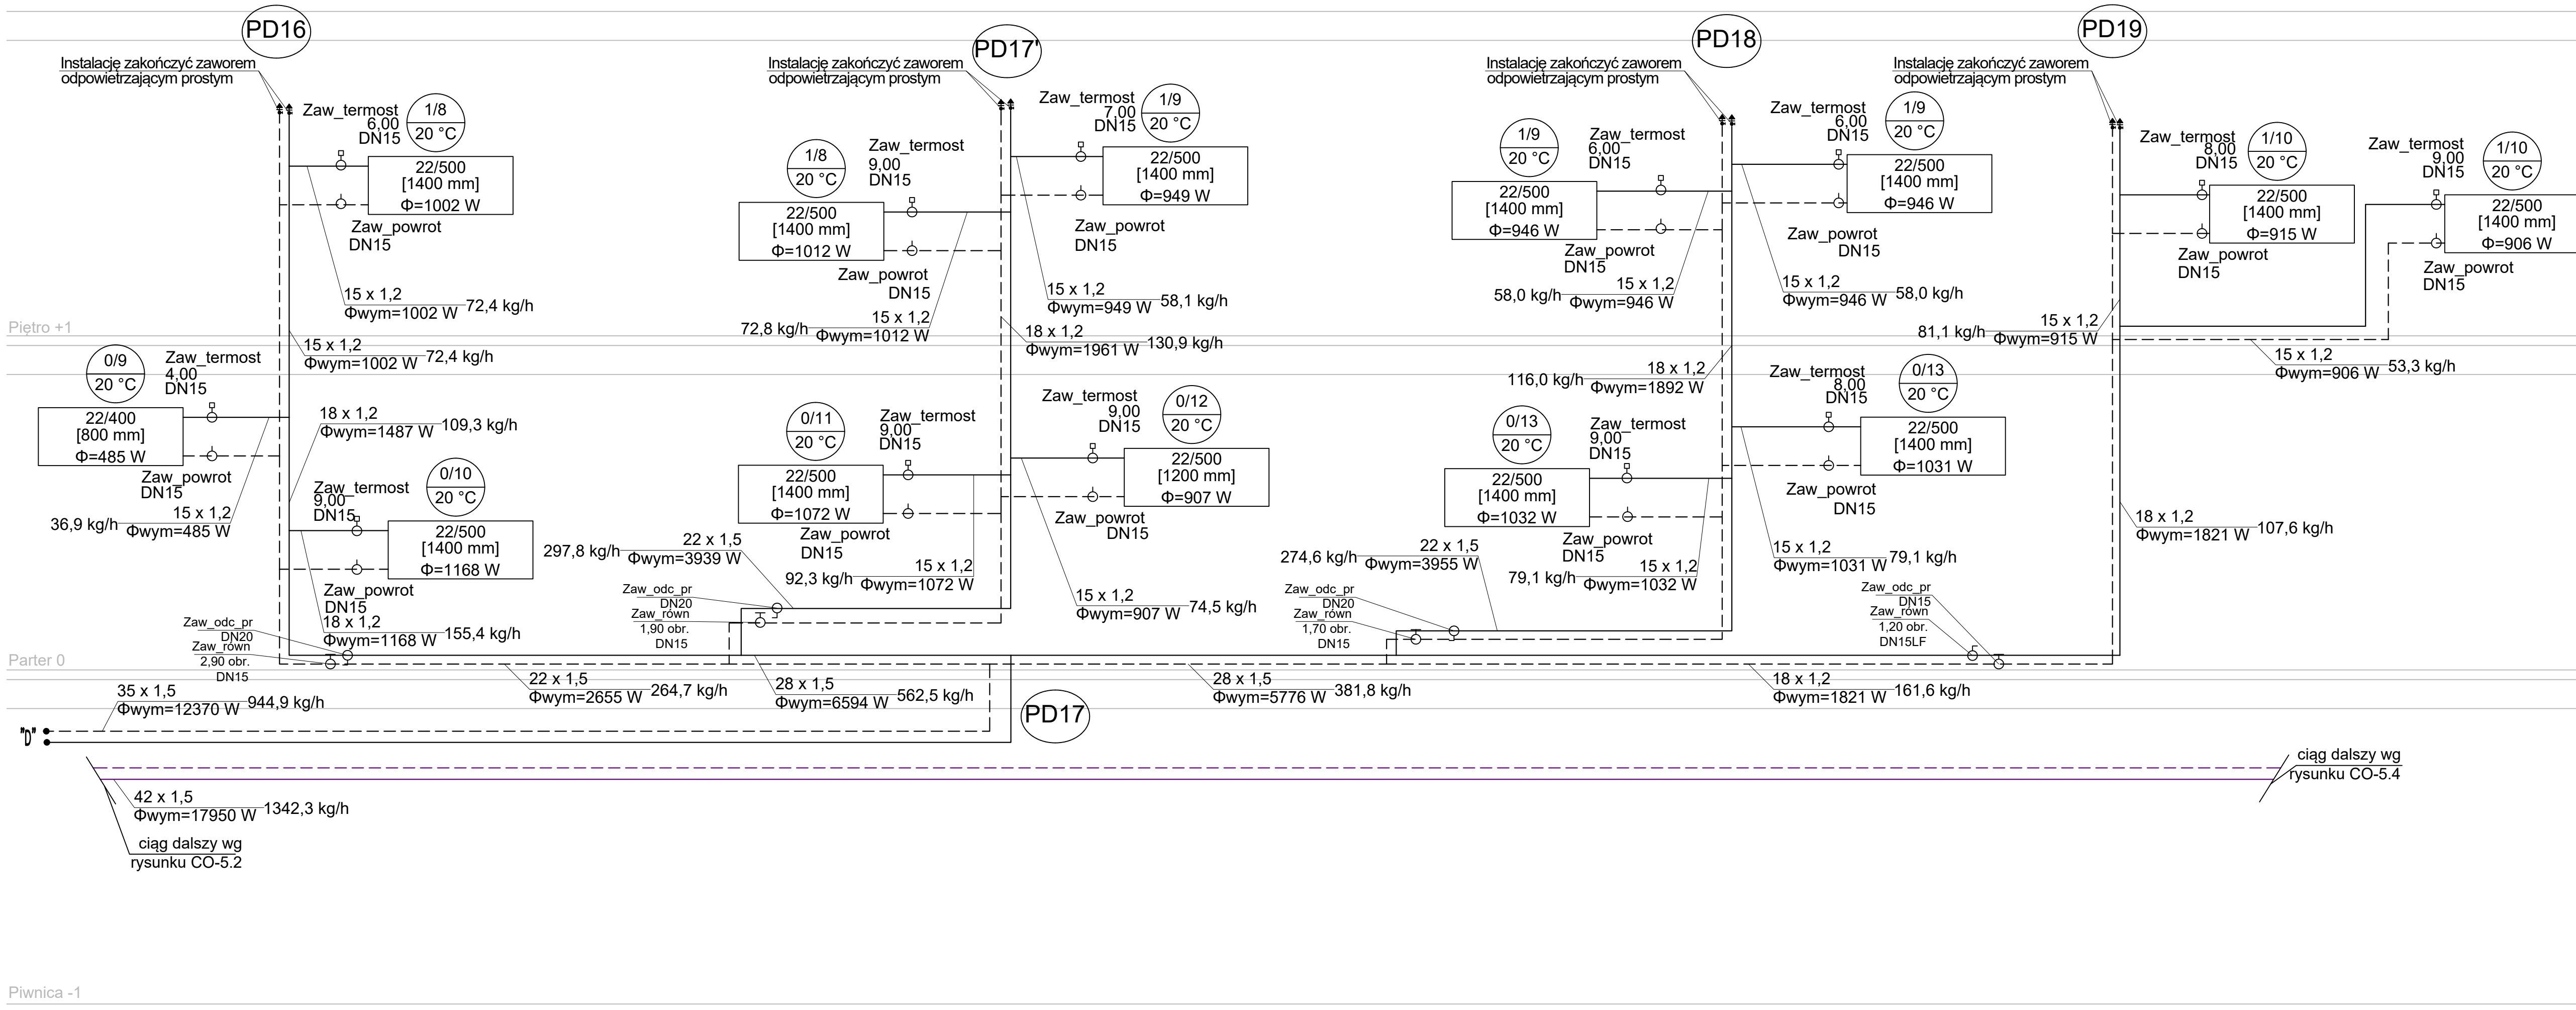 PD16
Instalację zakończyć zaworem
odpowietrzającym prostym
Zaw_termost
6,00
DN15
1/8
20 °C
22/500
[1400 mm]
Φ=1002 W
Zaw_powrot
DN15
15 x 1,2
Φwym=1002 W
72,4 kg/h
Piętro +1
15 x 1,2
Φwym=1002 W
72,4 kg/h
0/9
20 °C
Zaw_termost
4,00
DN15
22/400
[800 mm]
Φ=485 W
Zaw_powrot
DN15
36,9 kg/h
15 x 1,2
Φwym=485 W
18 x 1,2
Φwym=1487 W
109,3 kg/h
Zaw_termost
9,00
DN15
0/10
20 °C
22/500
[1400 mm]
Φ=1168 W
Zaw_powrot
DN15
18 x 1,2
Φwym=1168 W
155,4 kg/h
Zaw_odc_pr
DN20
Zaw_równ
2,90 obr.
DN15
Parter 0
PD17'
Instalację zakończyć zaworem
odpowietrzającym prostym
Zaw_termost
7,00
DN15
1/9
20 °C
22/500
[1400 mm]
Φ=949 W
Zaw_powrot
DN15
1/8
20 °C
Zaw_termost
9,00
DN15
22/500
[1400 mm]
Φ=1012 W
Zaw_powrot
DN15
72,8 kg/h
15 x 1,2
Φwym=1012 W
15 x 1,2
Φwym=949 W
58,1 kg/h
18 x 1,2
Φwym=1961 W
130,9 kg/h
0/11
20 °C
Zaw_termost
9,00
DN15
22/500
[1400 mm]
Φ=1072 W
Zaw_powrot
DN15
Zaw_termost
9,00
DN15
0/12
20 °C
22/500
[1200 mm]
Φ=907 W
Zaw_powrot
DN15
297,8 kg/h
22 x 1,5
Φwym=3939 W
92,3 kg/h
15 x 1,2
Φwym=1072 W
15 x 1,2
Φwym=907 W
74,5 kg/h
Zaw_odc_pr
DN20
Zaw_równ
1,90 obr.
DN15
PD18
Instalację zakończyć zaworem
odpowietrzającym prostym
1/9
20 °C
Zaw_termost
6,00
DN15
22/500
[1400 mm]
Φ=946 W
Zaw_powrot
DN15
58,0 kg/h
15 x 1,2
Φwym=946 W
Zaw_termost
6,00
DN15
1/9
20 °C
22/500
[1400 mm]
Φ=946 W
Zaw_powrot
DN15
15 x 1,2
Φwym=946 W
58,0 kg/h
116,0 kg/h
18 x 1,2
Φwym=1892 W
0/13
20 °C
Zaw_termost
9,00
DN15
22/500
[1400 mm]
Φ=1032 W
Zaw_powrot
DN15
Zaw_termost
8,00
DN15
0/13
20 °C
22/500
[1400 mm]
Φ=1031 W
Zaw_powrot
DN15
274,6 kg/h
22 x 1,5
Φwym=3955 W
79,1 kg/h
15 x 1,2
Φwym=1032 W
15 x 1,2
Φwym=1031 W
79,1 kg/h
Zaw_odc_pr
DN20
Zaw_równ
1,70 obr.
DN15
PD19
Instalację zakończyć zaworem
odpowietrzającym prostym
Zaw_termost
8,00
DN15
1/10
20 °C
22/500
[1400 mm]
Φ=915 W
Zaw_powrot
DN15
Zaw_termost
9,00
DN15
1/10
20 °C
22/500
[1400 mm]
Φ=906 W
Zaw_powrot
DN15
81,1 kg/h
15 x 1,2
Φwym=915 W
15 x 1,2
Φwym=906 W
53,3 kg/h
18 x 1,2
Φwym=1821 W
107,6 kg/h
Zaw_odc_pr
DN15
Zaw_równ
1,20 obr.
DN15LF
35 x 1,5
Φwym=12370 W
944,9 kg/h
22 x 1,5
Φwym=2655 W
264,7 kg/h
28 x 1,5
Φwym=6594 W
562,5 kg/h
PD17
28 x 1,5
Φwym=5776 W
381,8 kg/h
18 x 1,2
Φwym=1821 W
161,6 kg/h
"D"
42 x 1,5
Φwym=17950 W
1342,3 kg/h
ciąg dalszy wg
rysunku CO-5.2
ciąg dalszy wg
rysunku CO-5.4
Piwnica -1